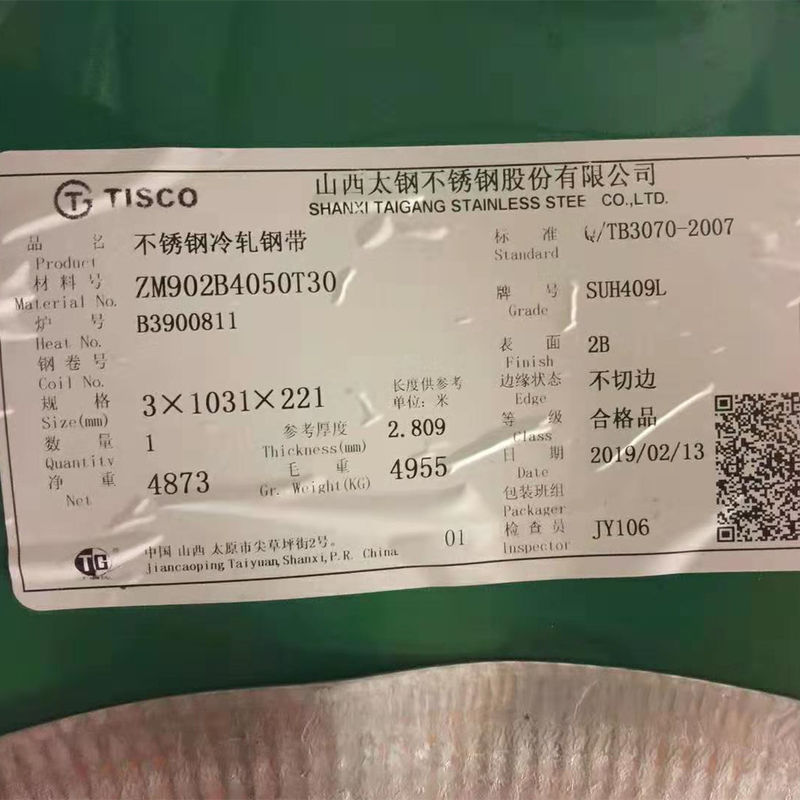 TISCO
山西太钢不锈钢股份有限公司
SHANXI TAIGANG STAINLESS STEE CO.,LTD.
品 名 不锈钢冷轧钢带
Product
标 准 Q/TB3070-2007
Standard
材料号 ZM902B4050T30
Material No.
牌 号 SUH409L
Grade
炉 号 B3900811
Heat No.
表 面 2B
Finish
钢卷号
Coil No.
边缘状态 不切边
Edge
规 格 3×1031×221 长度供参考
Size(mm) 单位: 米
等 级 合格品
Class
数 量 1 参考厚度 2.809
Quantity Thickness(mm)
日 期 2019/02/13
Date
净 重 4873 毛 重 4955
Net Gr. Weight(KG)
包装班组
Packager
检查员 JY106
Inspector
TG
中国 山西 太原市尖草坪街2号。 01
Jiancaoping,Taiyuan,Shanxi,P.R. China